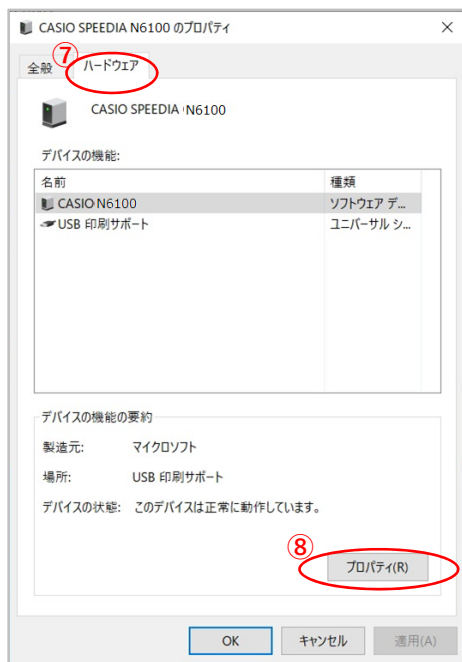 CASIO SPEEDIA N6100 のプロパティ
⑦
全般 ハードウェア
CASIO SPEEDIA N6100
デバイスの機能:
名前 種類
CASIO N6100 ソフトウェア デ...
USB 印刷サポート ユニバーサル シ...
デバイスの機能の要約
製造元: マイクロソフト
場所: USB 印刷サポート
デバイスの状態: このデバイスは正常に動作しています。
⑧
プロパティ(R)
OK キャンセル 適用(A)